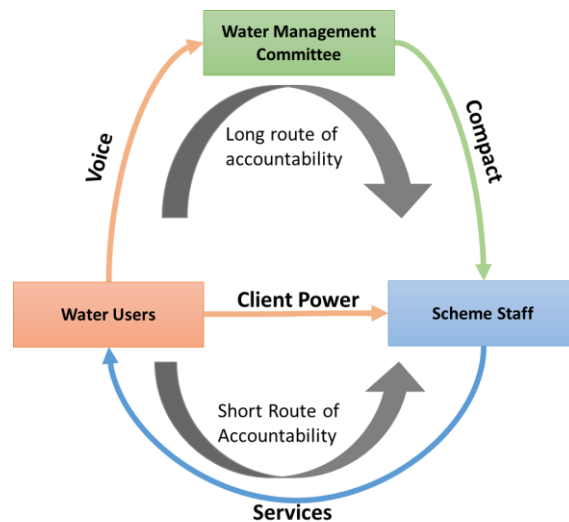 Water Management
Committee
Long route of
accountability
Voice
Compact
Water Users
Client Power
Scheme Staff
Short Route of
Accountability
Services